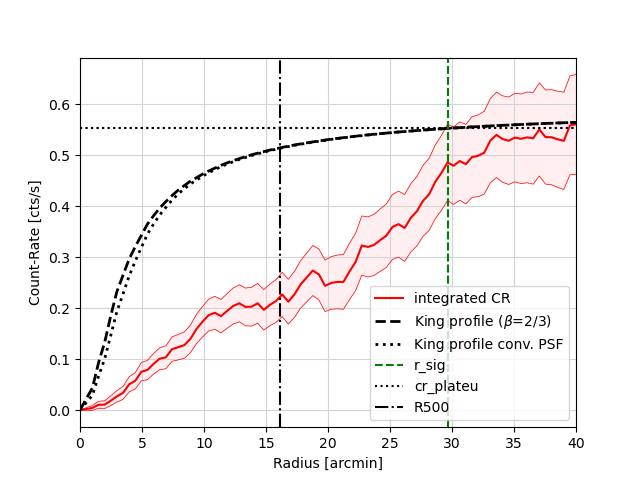 0.6
0.5
0.4
0.3
0.2
0.1
0.0
Count-Rate [cts/s]
integrated CR
King profile (β=2/3)
King profile conv. PSF
r_sig
cr_plateu
R500
0 5 10 15 20 25 30 35 40
Radius [arcmin]